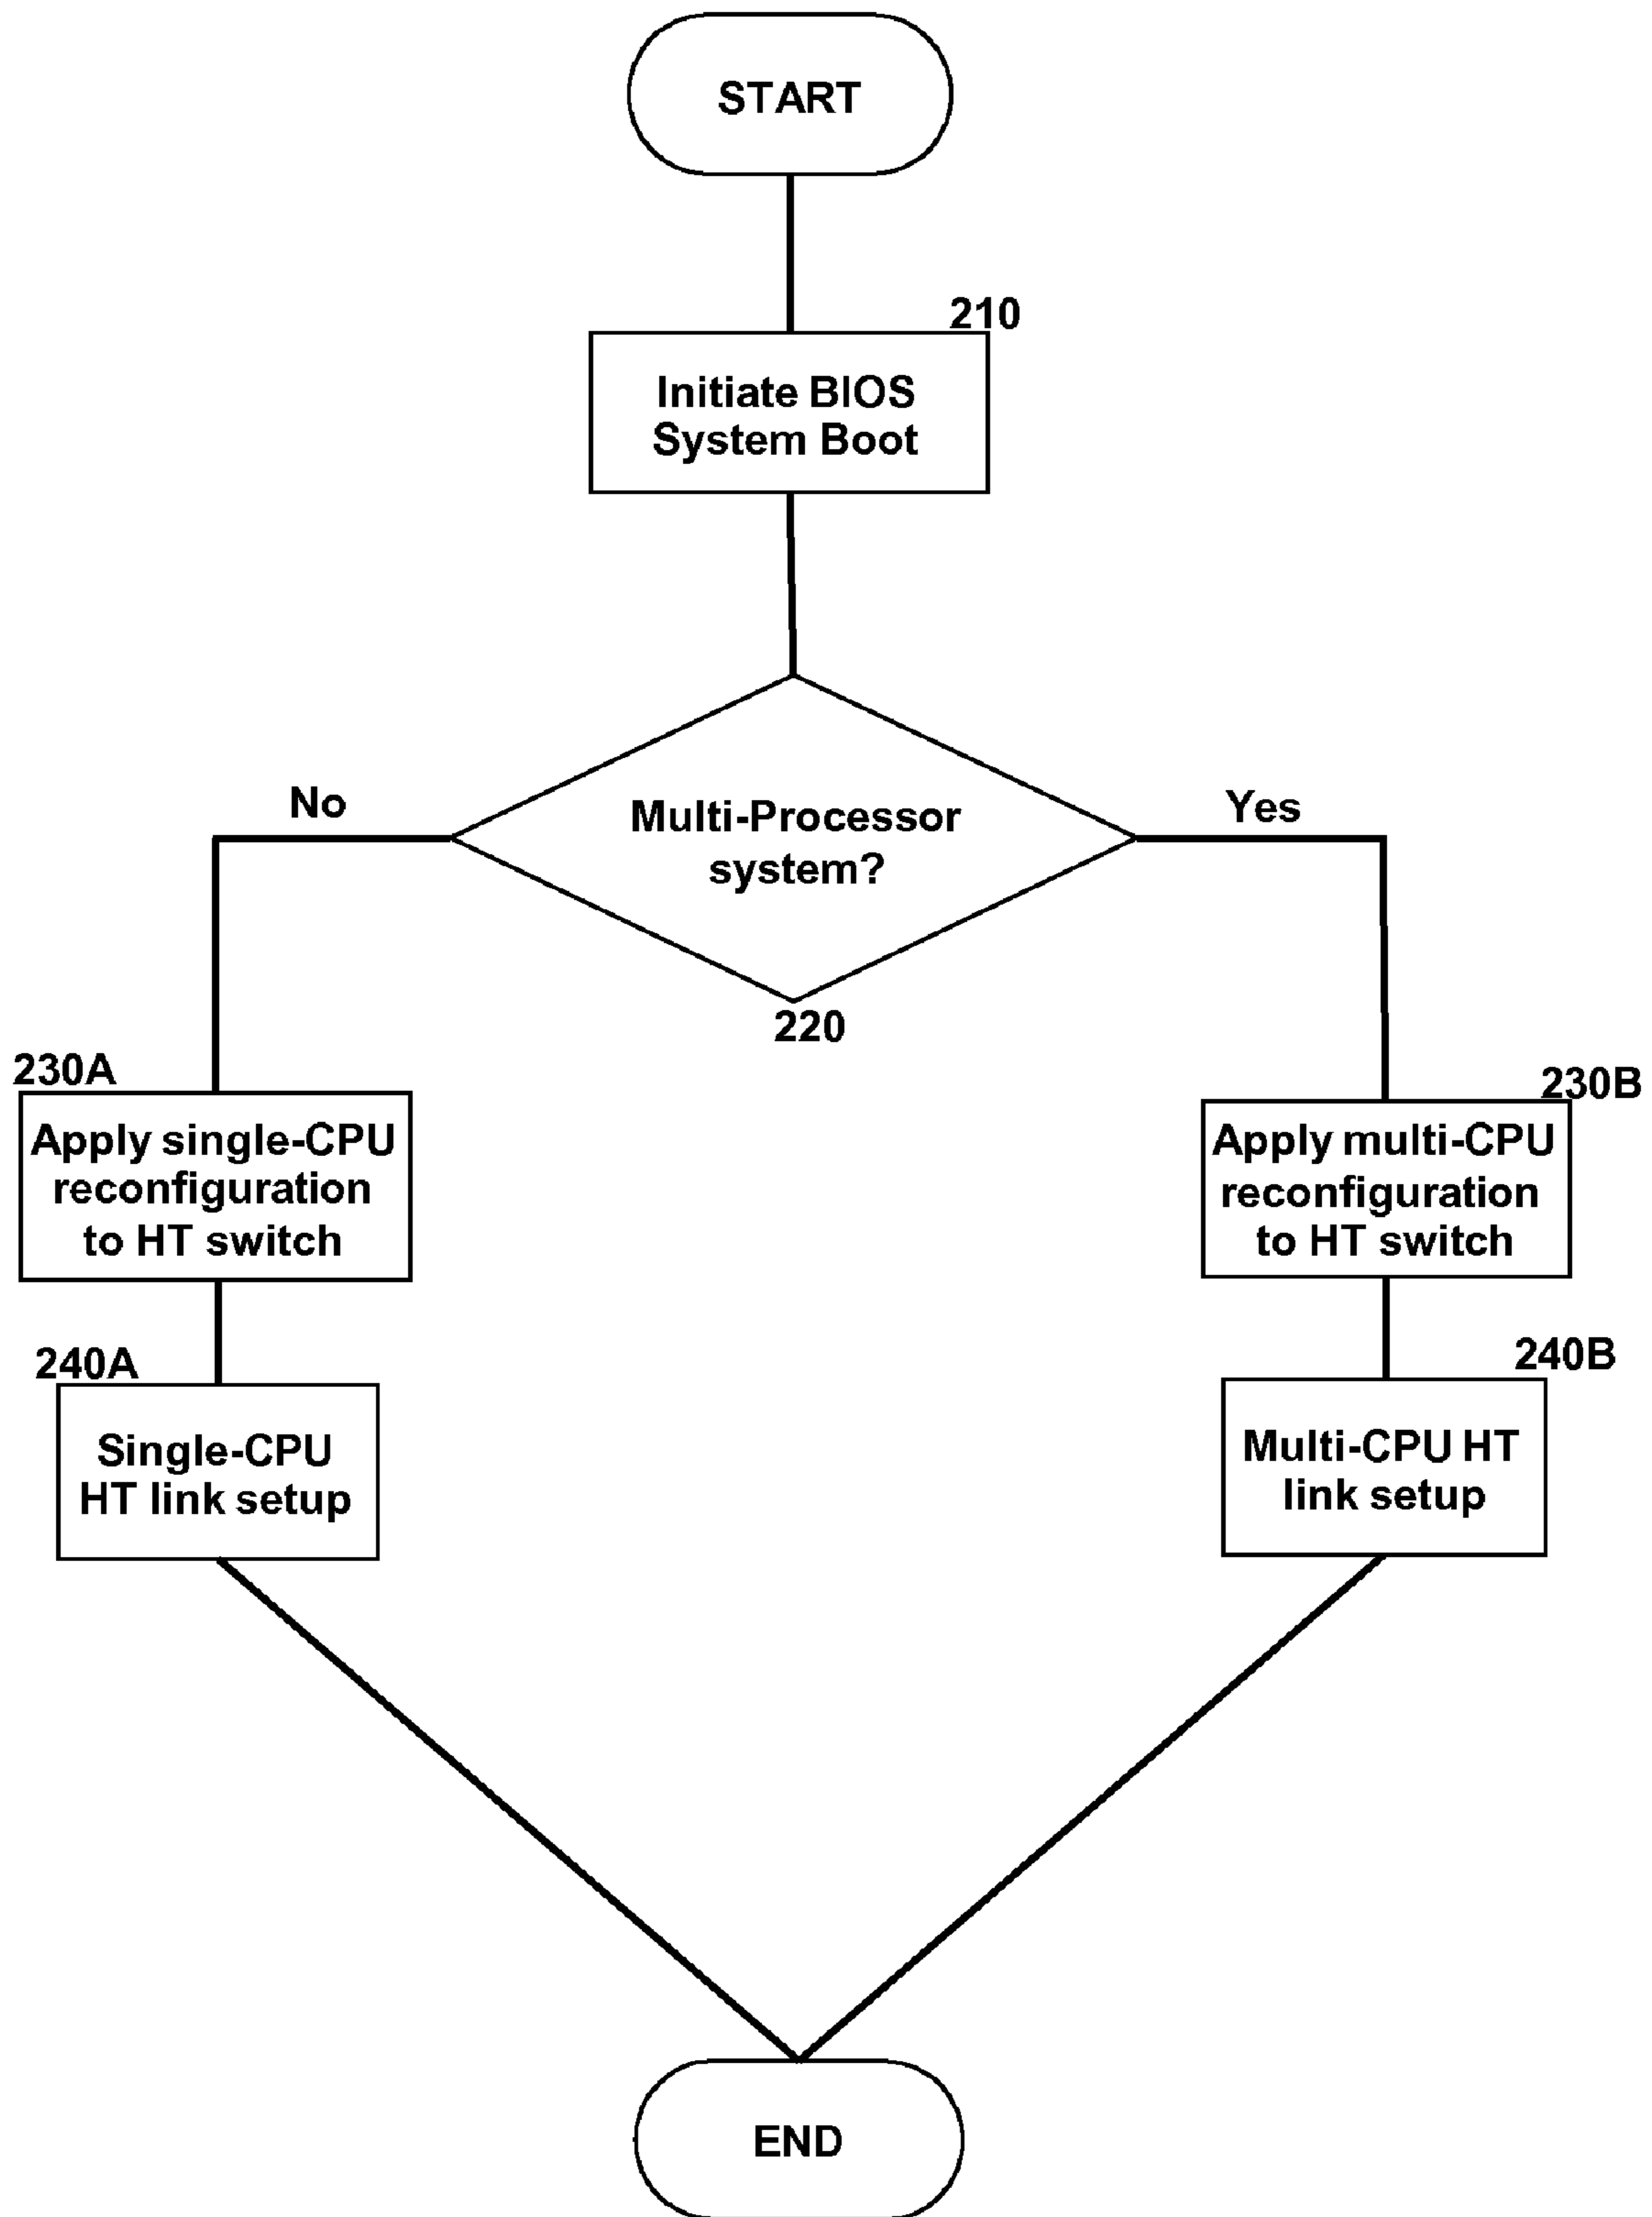 START
210
Initiate BIOS
System Boot
No
Yes
Multi-Processor
system?
220
230A
Apply single-CPU
reconfiguration
to HT switch
230B
Apply multi-CPU
reconfiguration
to HT switch
240A
Single-CPU
HT link setup
240B
Multi-CPU HT
link setup
END